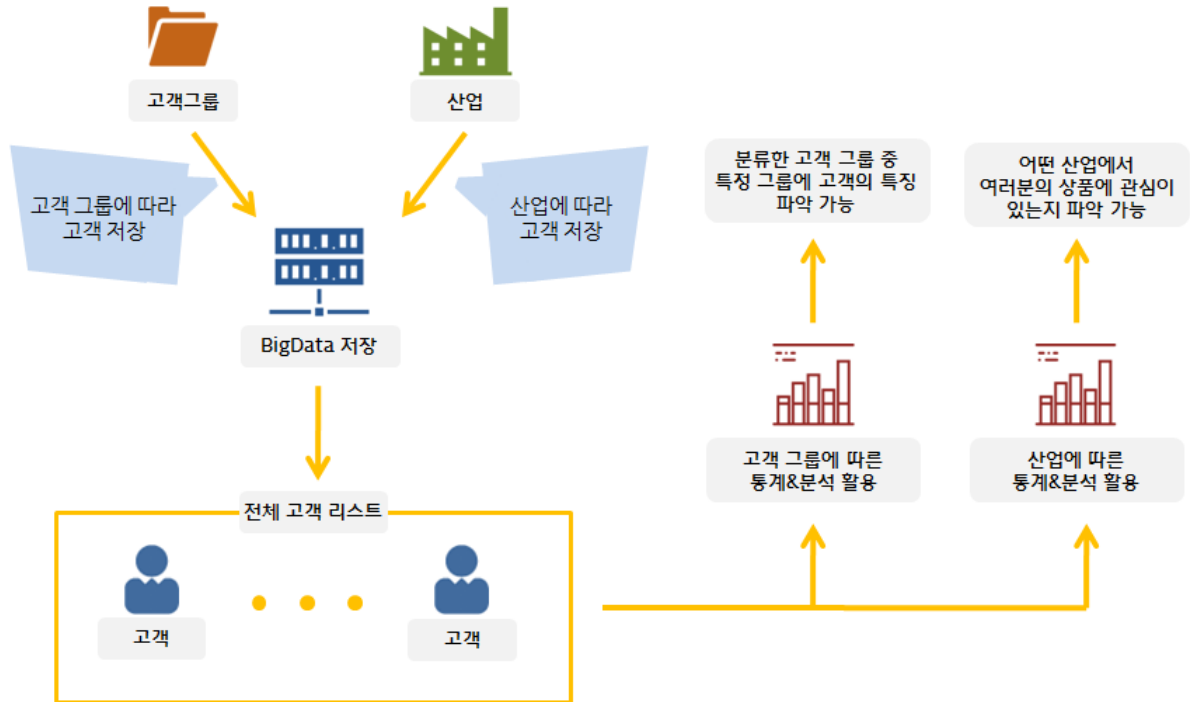 고객그룹
산업
고객 그룹에 따라
고객 저장
산업에 따라
고객 저장
BigData 저장
전체 고객 리스트
고객
고객
분류한 고객 그룹 중
특정 그룹에 고객의 특징
파악 가능
어떤 산업에서
여러분의 상품에 관심이
있는지 파악 가능
고객 그룹에 따른
통계&분석 활용
산업에 따른
통계&분석 활용